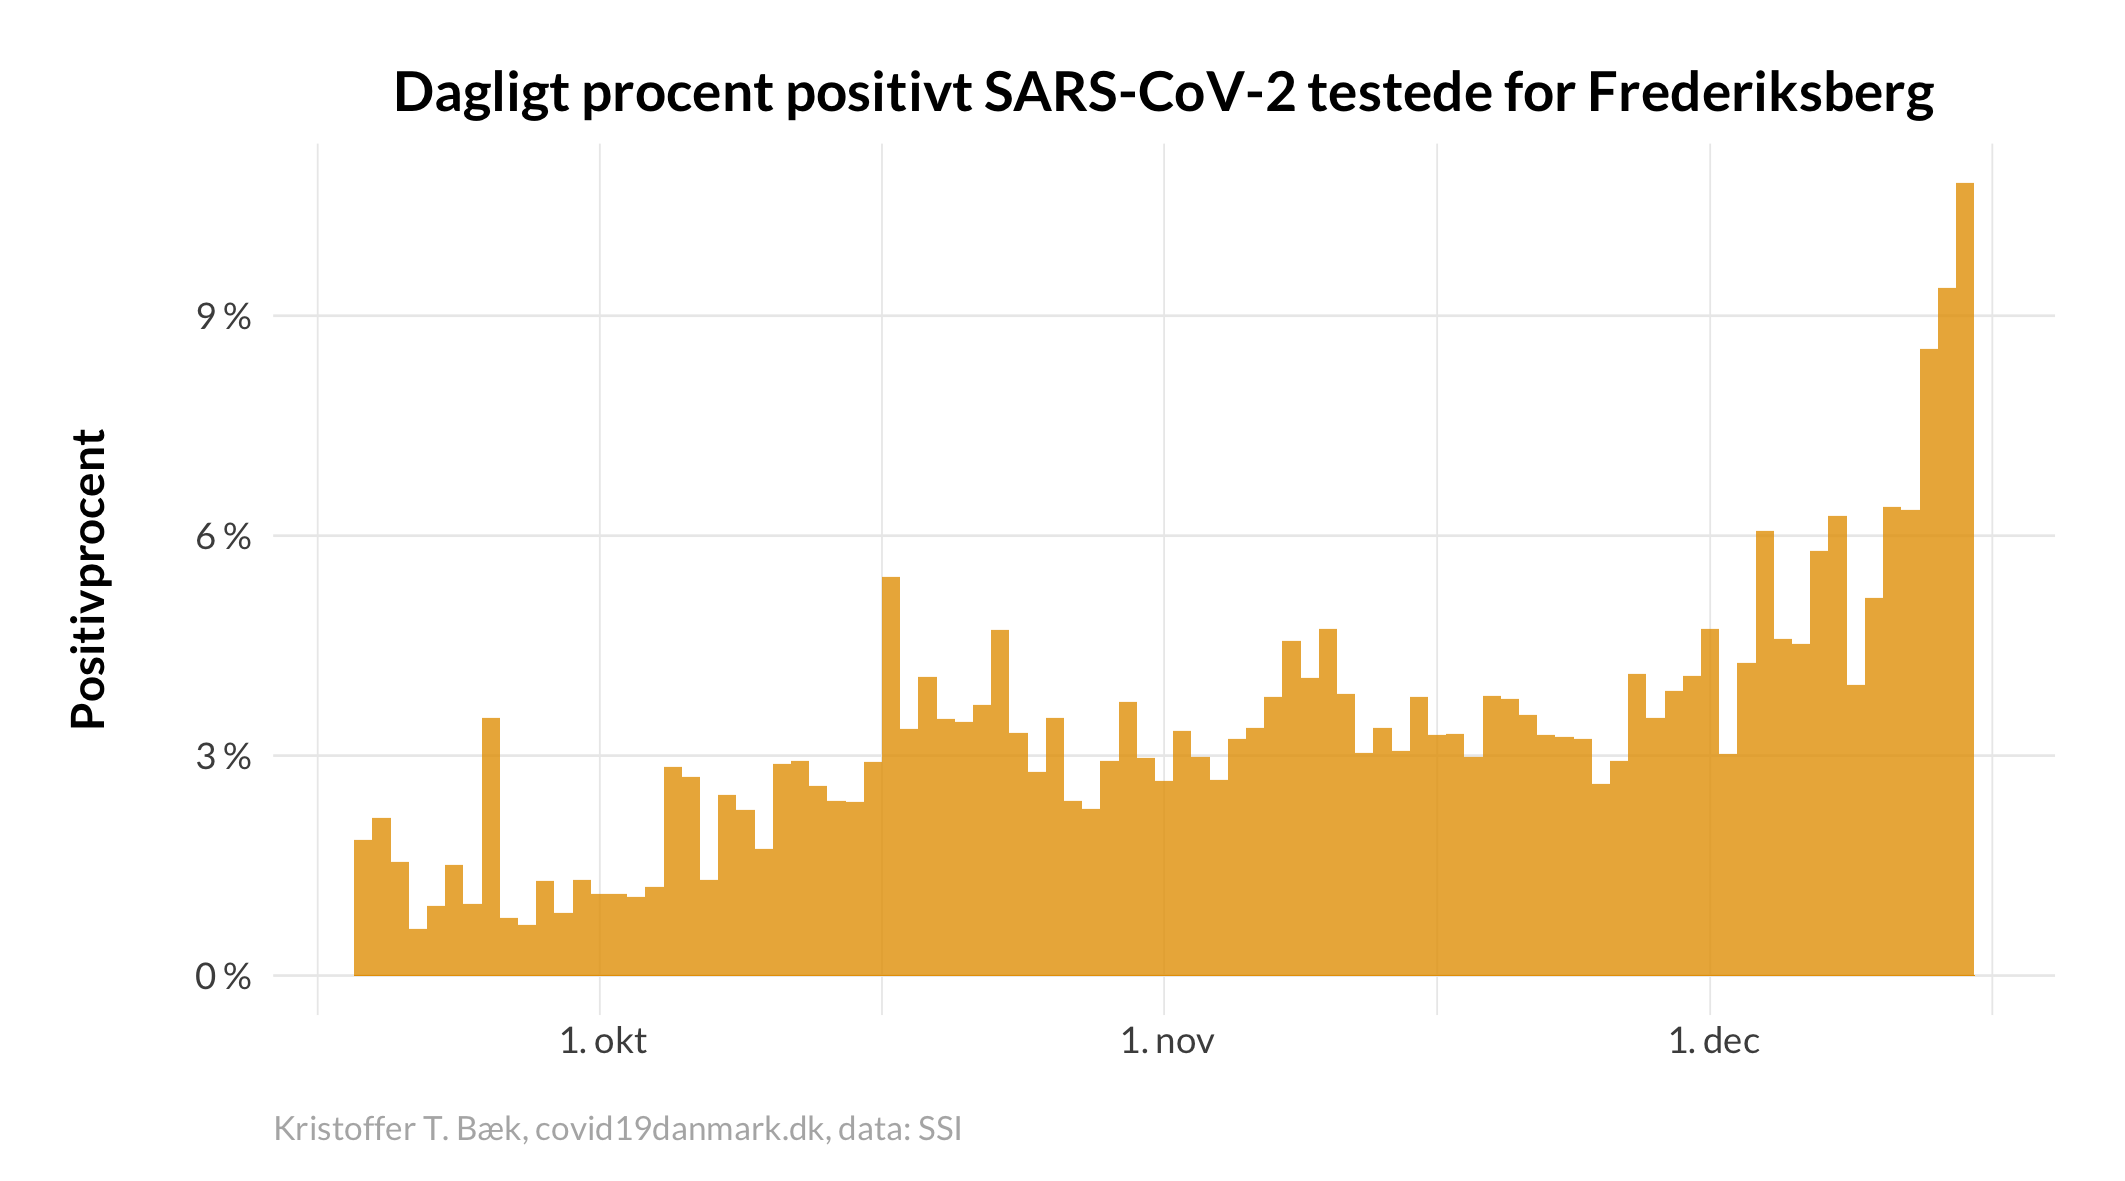 Dagligt procent positivt SARS-CoV-2 testede for Frederiksberg
Positivprocent
9 %
6 %
3 %
0 %
1. okt
1. nov
1. dec
Kristoffer T. Bæk, covid19danmark.dk, data: SSI